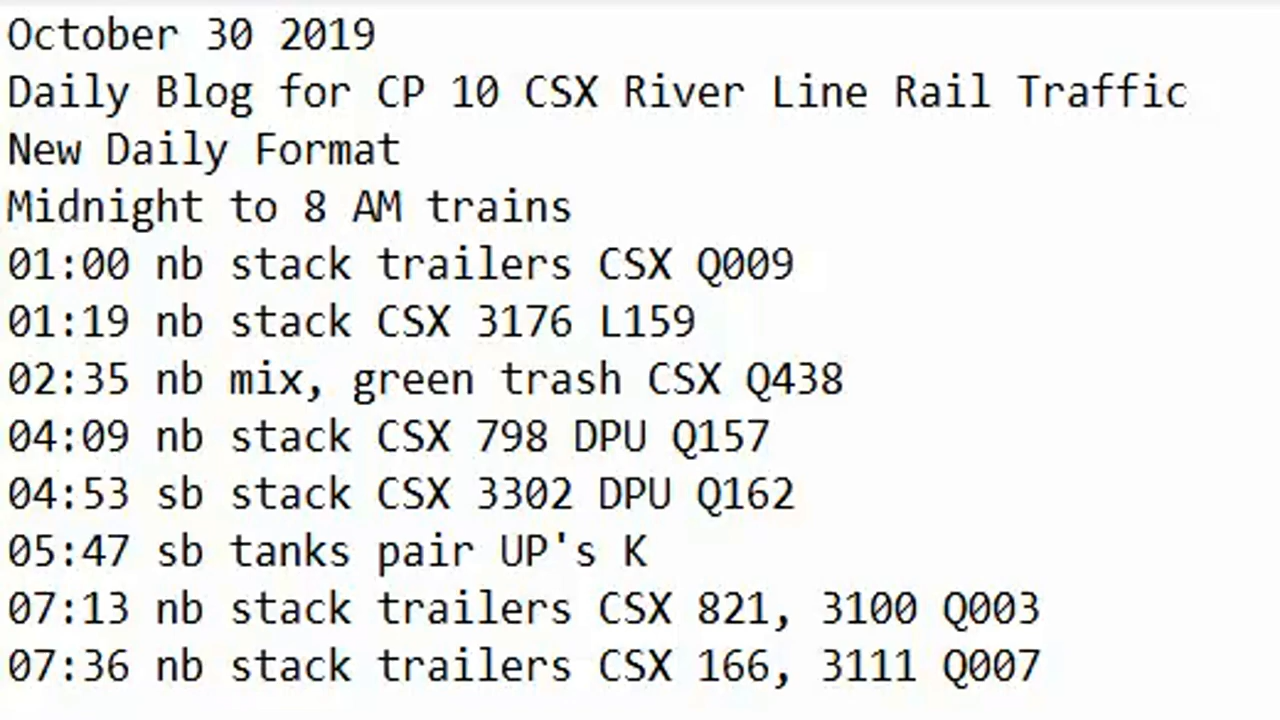 October 30 2019
Daily Blog for CP 10 CSX River Line Rail Traffic
New Daily Format
Midnight to 8 AM trains
01:00 nb stack trailers CSX Q009
01:19 nb stack CSX 3176 L159
02:35 nb mix, green trash CSX Q438
04:09 nb stack CSX 798 DPU Q157
04:53 sb stack CSX 3302 DPU Q162
05:47 sb tanks pair UP's K
07:13 nb stack trailers CSX 821, 3100 Q003
07:36 nb stack trailers CSX 166, 3111 Q007